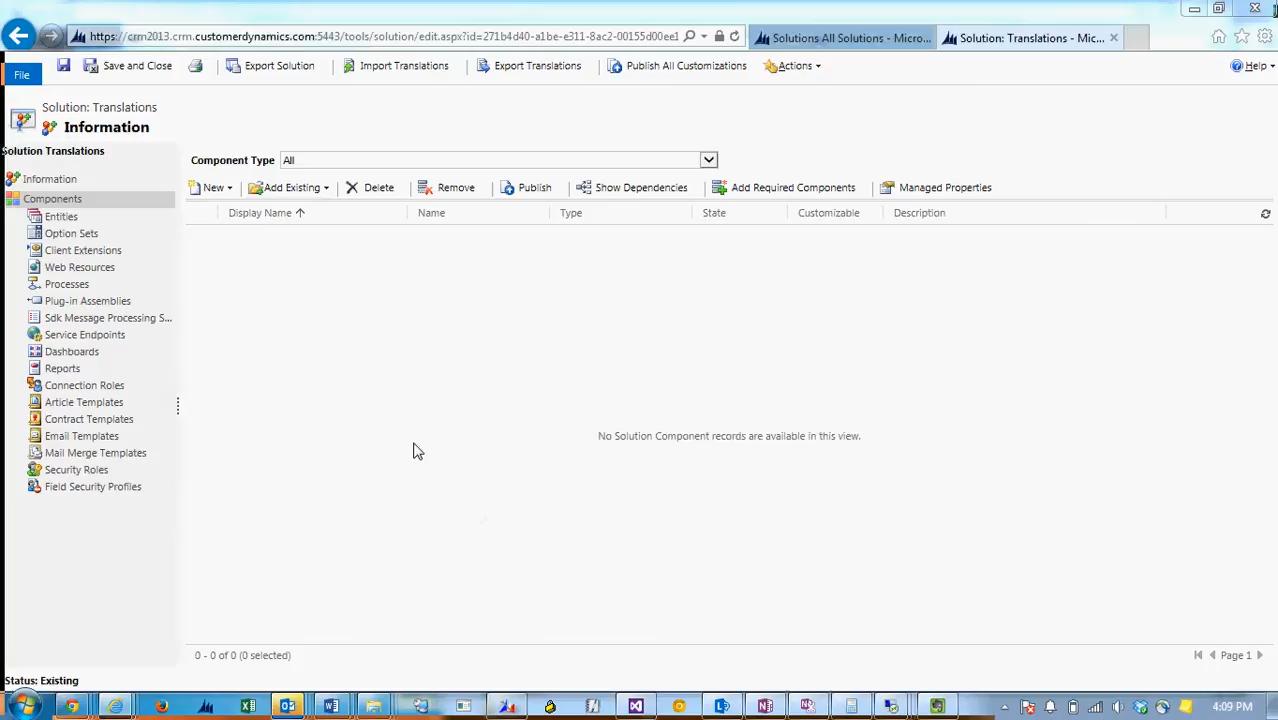 https://crm2013.crm.customerdynamics.com:5443/tools/solution/edit.aspx?id=271b4d40-a1be-e311-8ac2-00155d00ee1
Solutions All Solutions - Micro...
Solution: Translations - Mic...
File
Save and Close
Export Solution
Import Translations
Export Translations
Publish All Customizations
Actions
Help
Solution: Translations
Information
Solution Translations
Component Type
All
Information
Components
Entities
Option Sets
Client Extensions
Web Resources
Processes
Plug-in Assemblies
Sdk Message Processing S...
Service Endpoints
Dashboards
Reports
Connection Roles
Article Templates
Contract Templates
Email Templates
Mail Merge Templates
Security Roles
Field Security Profiles
New
Add Existing
Delete
Remove
Publish
Show Dependencies
Add Required Components
Managed Properties
Display Name
Name
Type
State
Customizable
Description
No Solution Component records are available in this view.
0 - 0 of 0 (0 selected)
Page 1
Status: Existing
4:09 PM